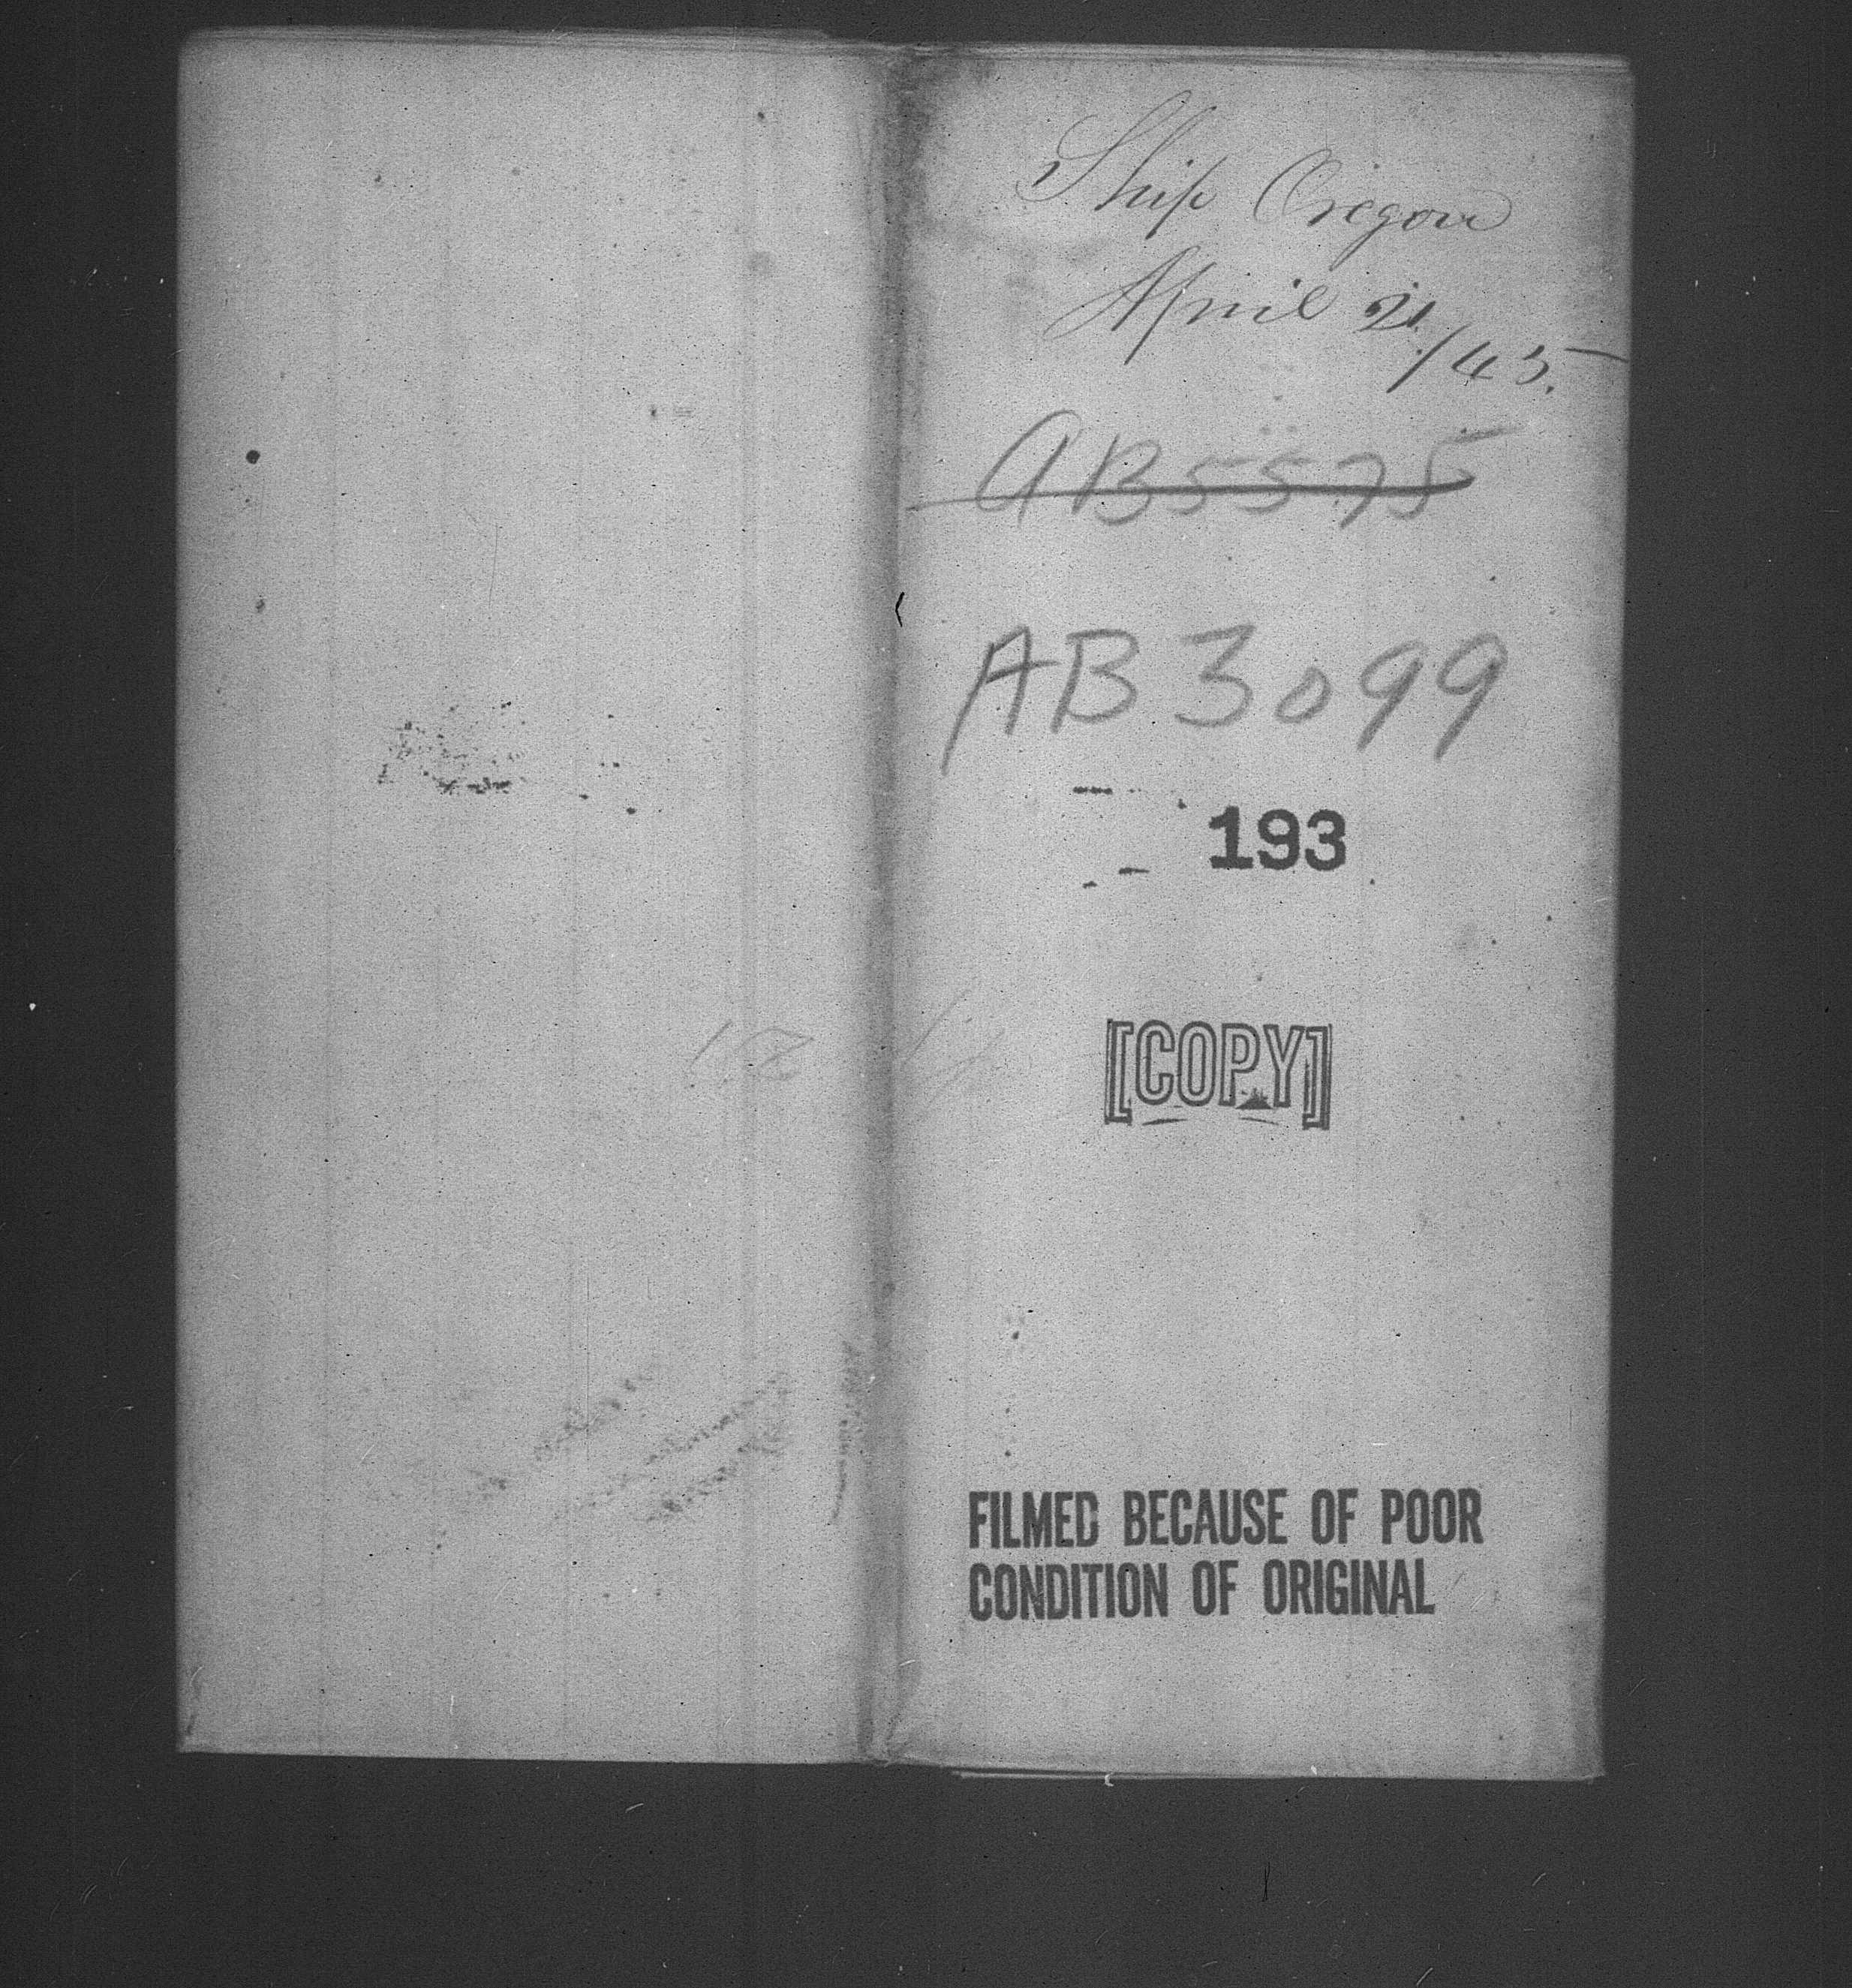 Ship Oregon
April 21
/45.
AB5575
AB3099
193
[COPY]
FILMED BECAUSE OF POOR
CONDITION OF ORIGINAL